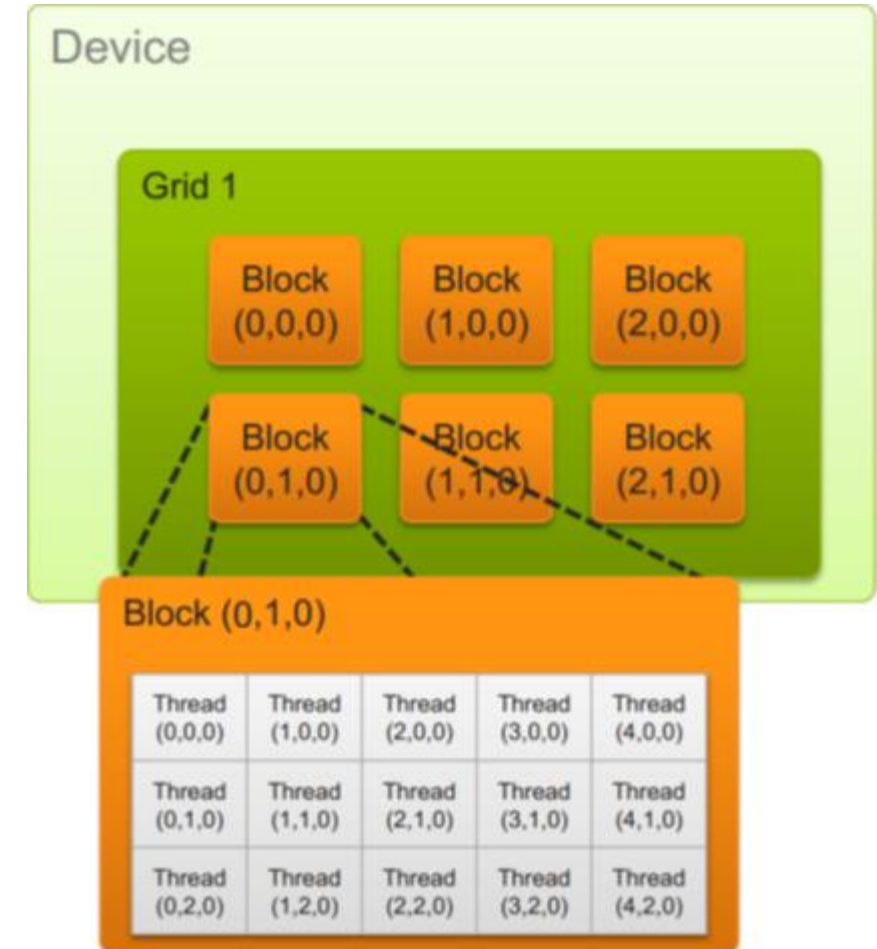 Device
Grid 1
Block
(0,0,0)
Block
(1,0,0)
Block
(2,0,0)
Block
(0,1,0)
Block
(1,1,0)
Block
(2,1,0)
Block (0,1,0)
Thread
(0,0,0)
Thread
(1,0,0)
Thread
(2,0,0)
Thread
(3,0,0)
Thread
(4,0,0)
Thread
(0,1,0)
Thread
(1,1,0)
Thread
(2,1,0)
Thread
(3,1,0)
Thread
(4,1,0)
Thread
(0,2,0)
Thread
(1,2,0)
Thread
(2,2,0)
Thread
(3,2,0)
Thread
(4,2,0)